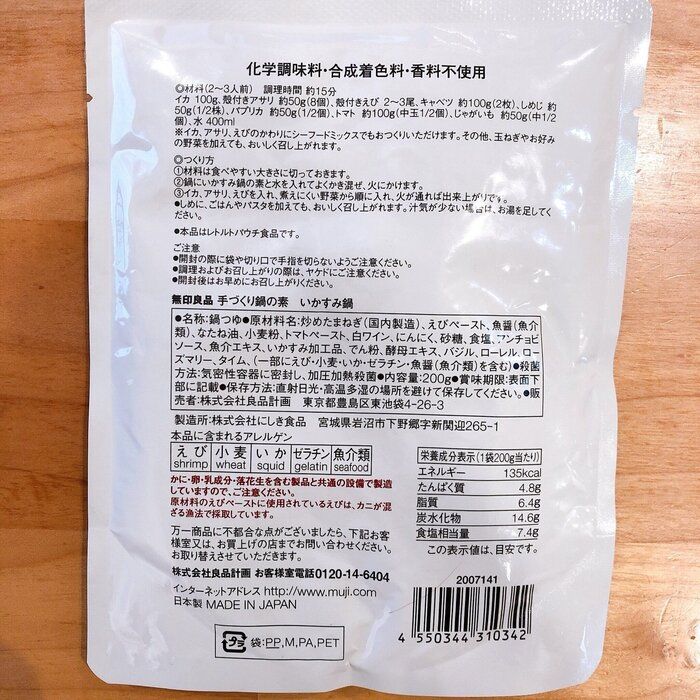 化学調味料・合成着色料・香料不使用
◎材料(2〜3人前)　調理時間 約15分
イカ 100g、殻付きアサリ 約50g(8個)、殻付きえび 2〜3尾、キャベツ 約100g(2枚)、しめじ 約
50g(1/2株)、パプリカ 約50g(1/2個)、トマト 約100g(中玉1/2個)、じゃがいも 約50g(中1/2
個)、水 400ml
※イカ、アサリ、えびのかわりにシーフードミックスでもおつくりいただけます。その他、玉ねぎやお好み
の野菜を加えても、おいしく召し上がれます。
◎つくり方
①材料は食べやすい大きさに切っておきます。
②鍋にいかすみ鍋の素と水を入れてよくかき混ぜ、火にかけます。
③イカ、アサリ、えびを入れ、煮えにくい野菜から順に入れ、火が通れば出来上がりです。
●しめに、ごはんやパスタを加えても、おいしく召し上がれます。汁気が少ない場合は、お湯を足してく
ださい。
●本品はレトルトパウチ食品です。
ご注意
●開封の際に袋や切り口で手指を切らないようご注意ください。
●調理およびお召し上がりの際は、ヤケドにご注意ください。
●開封後はお早めにお召し上がりください。
無印良品 手づくり鍋の素　いかすみ鍋
●名称:鍋つゆ●原材料名:炒めたまねぎ(国内製造)、えびペースト、魚醤(魚介
類)、なたね油、小麦粉、トマトペースト、白ワイン、にんにく、砂糖、食塩、アンチョビ
ソース、魚介エキス、いかすみ加工品、でん粉、酵母エキス、バジル、ローレル、ロー
ズマリー、タイム、(一部にえび・小麦・いか・ゼラチン・魚醤(魚介類)を含む)●殺菌
方法:気密性容器に密封し、加圧加熱殺菌●内容量:200g●賞味期限:表面下
部に記載●保存方法:直射日光・高温多湿の場所を避けて保存してください。●販
売者:株式会社良品計画　東京都豊島区東池袋4-26-3
製造所:株式会社にしき食品　宮城県岩沼市下野郷字新関迎265-1
本品に含まれるアレルゲン
えび 小麦 いか ゼラチン 魚介類
shrimp wheat squid gelatin seafood
かに・卵・乳成分・落花生を含む製品と共通の設備で製造
していますので、ご注意ください。
原材料のえびペーストに使用されているえびは、カニが混
ざる漁法で採取しています。
万一商品に不都合な点がございましたら、下記お客
様室又は、お買上げの店までお問い合わせください。
お取り替えさせていただきます。
株式会社良品計画 お客様室電話0120-14-6404
インターネットアドレス http://www.muji.com
日本製 MADE IN JAPAN
栄養成分表示(1袋200g当たり)
エネルギー 135kcal
たんぱく質 4.8g
脂質 6.4g
炭水化物 14.6g
食塩相当量 7.4g
この表示値は、目安です。
2007141
4 550344 310342
プラ 袋:PP,M,PA,PET